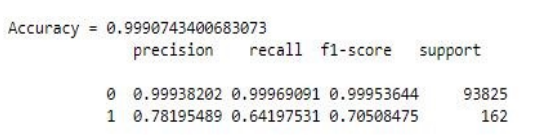 Accuracy = 0.9990743400683073
precision recall f1-score support
0 0.99938202 0.99969091 0.99953644 93825
1 0.78195489 0.64197531 0.70508475 162